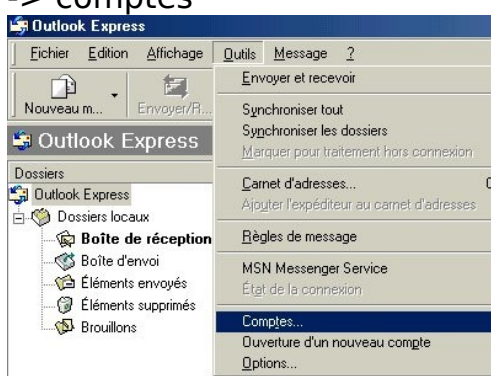 -> comptes
Outlook Express
Fichier Edition Affichage Outils Message ?
Nouveau m... Envoyer/R...
Outlook Express
Dossiers
Outlook Express
Dossiers locaux
Boîte de réception
Boîte d'envoi
Éléments envoyés
Éléments supprimés
Brouillons
Envoyer et recevoir
Synchroniser tout
Synchroniser les dossiers
Marquer pour traitement hors connexion
Carnet d'adresses...
Ajouter l'expéditeur au carnet d'adresses
Règles de message
MSN Messenger Service
État de la connexion
Comptes...
Ouverture d'un nouveau compte
Options...